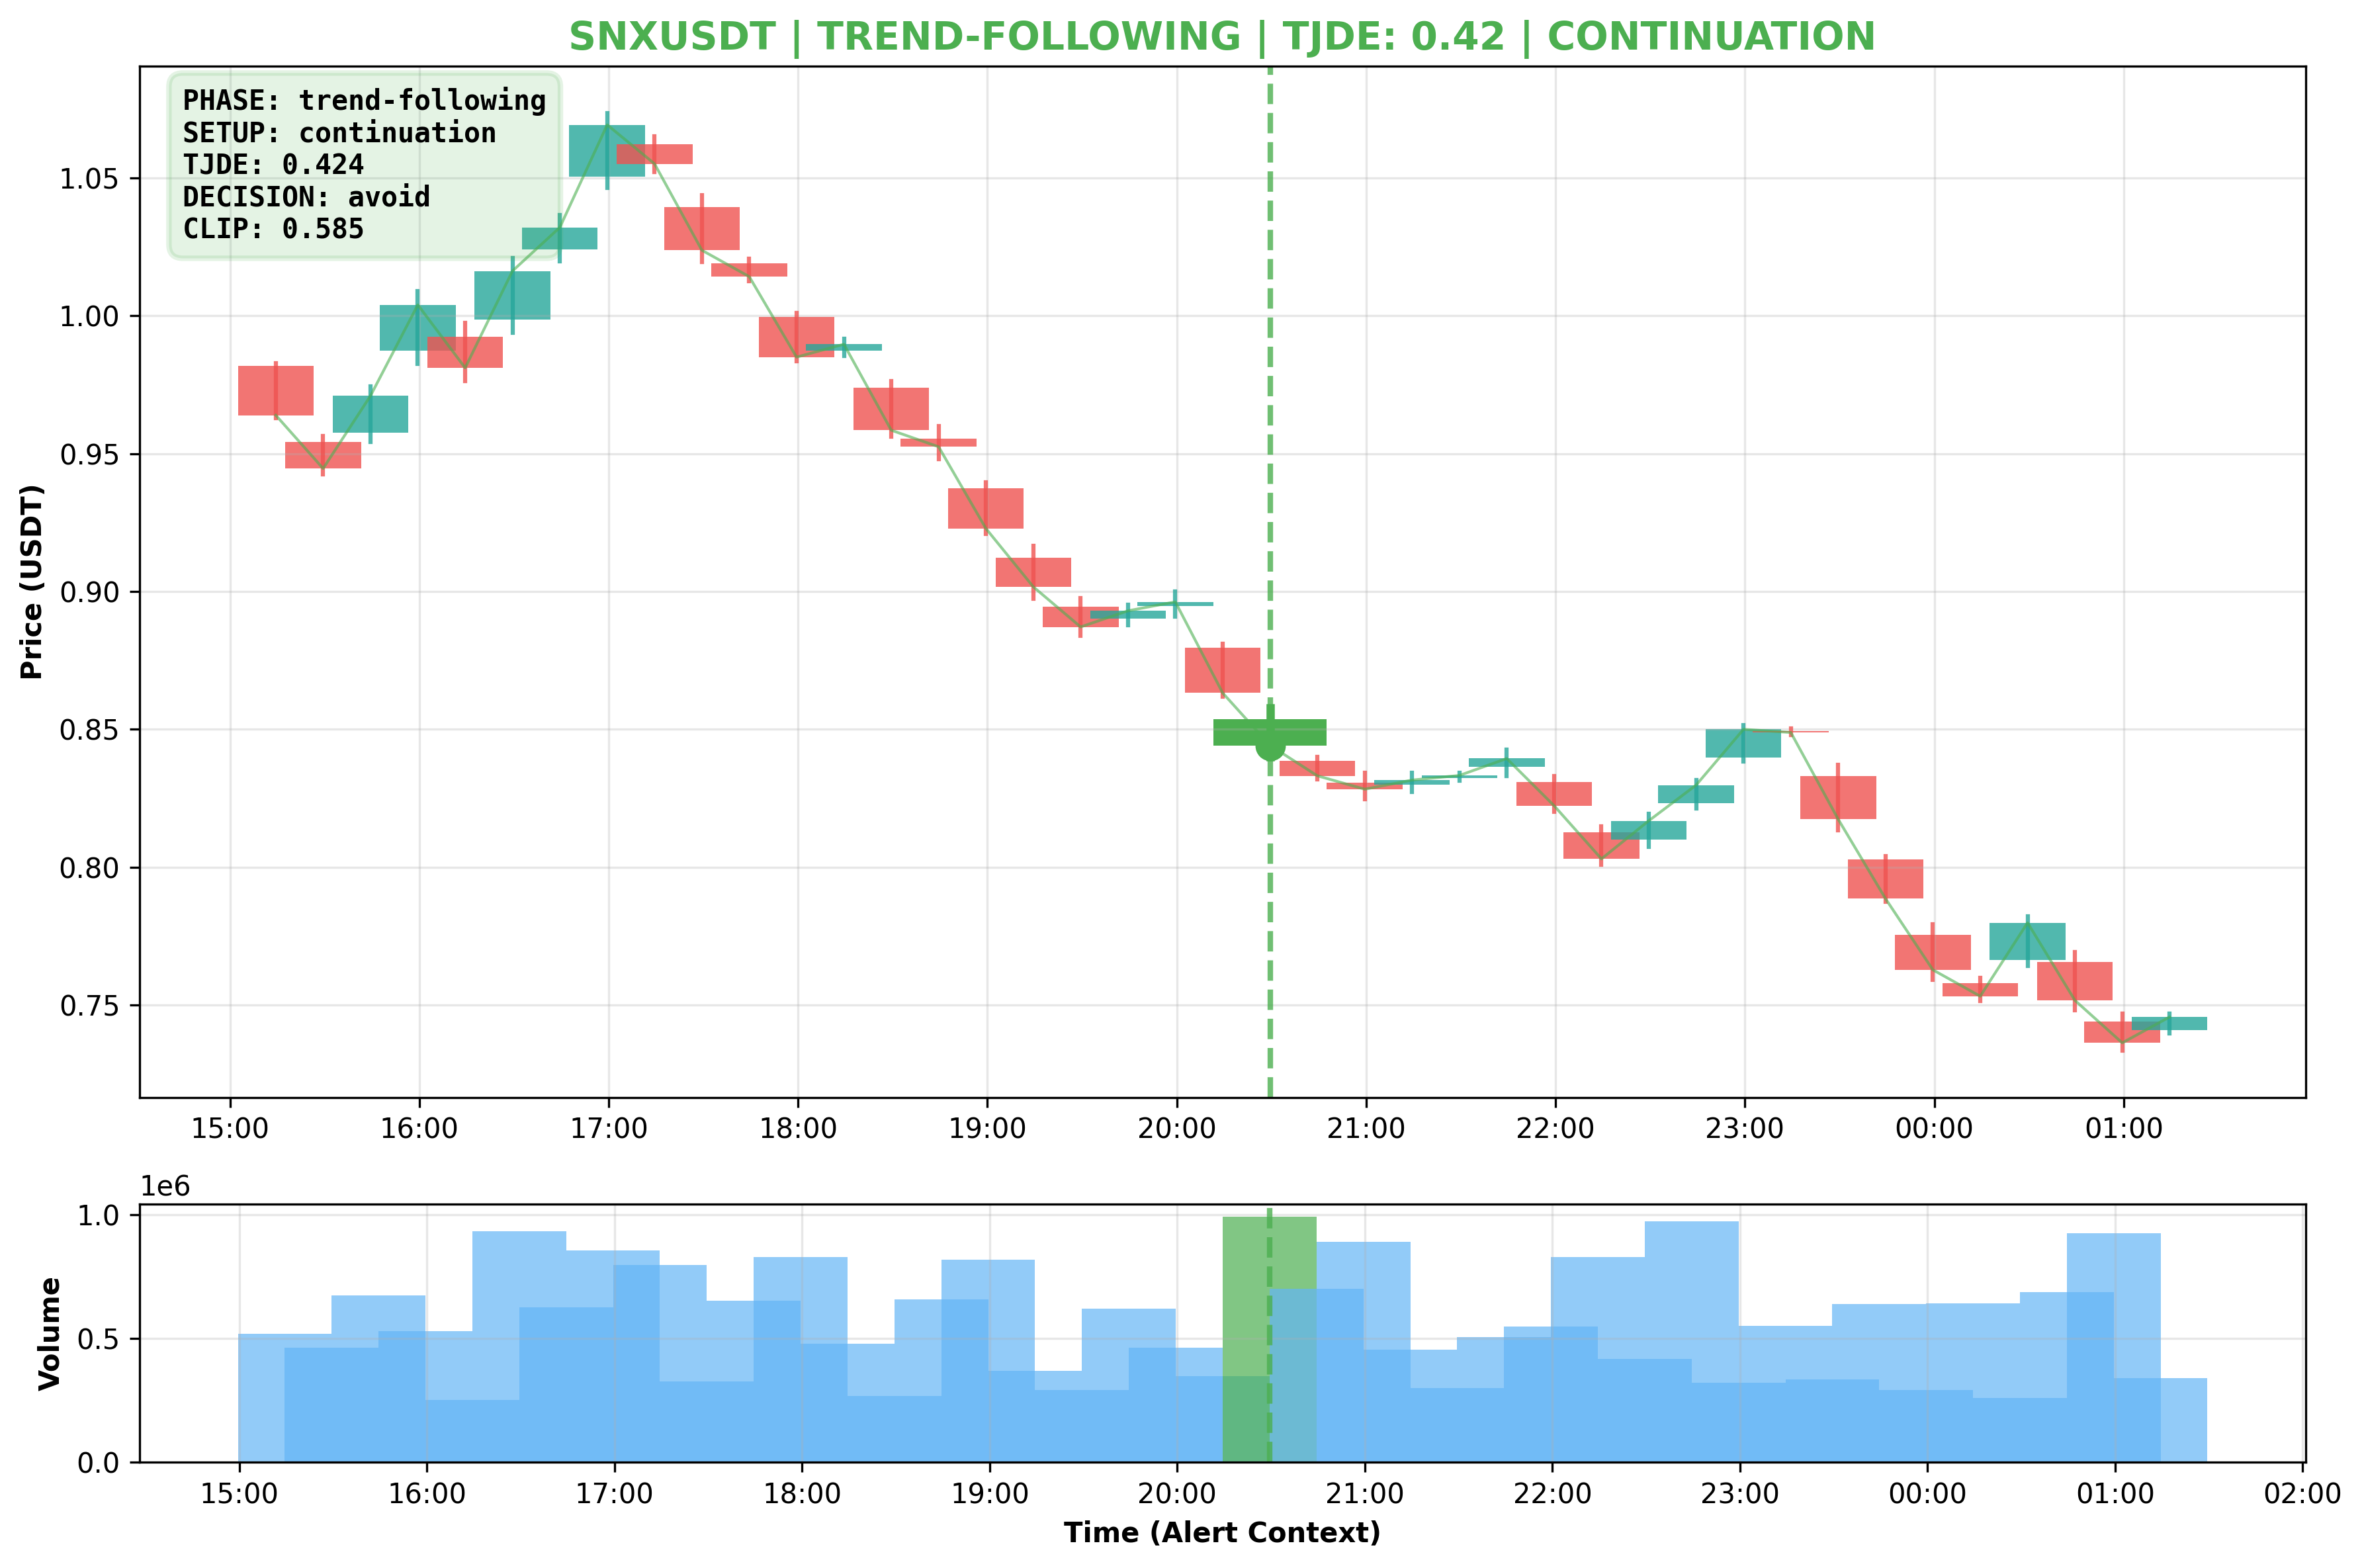 SNXUSDT | TREND-FOLLOWING | TJDE: 0.42 | CONTINUATION
PHASE: trend-following
SETUP: continuation
TJDE: 0.424
DECISION: avoid
CLIP: 0.585
Price (USDT)
1.05
1.00
0.95
0.90
0.85
0.80
0.75
15:00 16:00 17:00 18:00 19:00 20:00 21:00 22:00 23:00 00:00 01:00
1e6
Volume
1.0
0.5
0.0
15:00 16:00 17:00 18:00 19:00 20:00 21:00 22:00 23:00 00:00 01:00 02:00
Time (Alert Context)